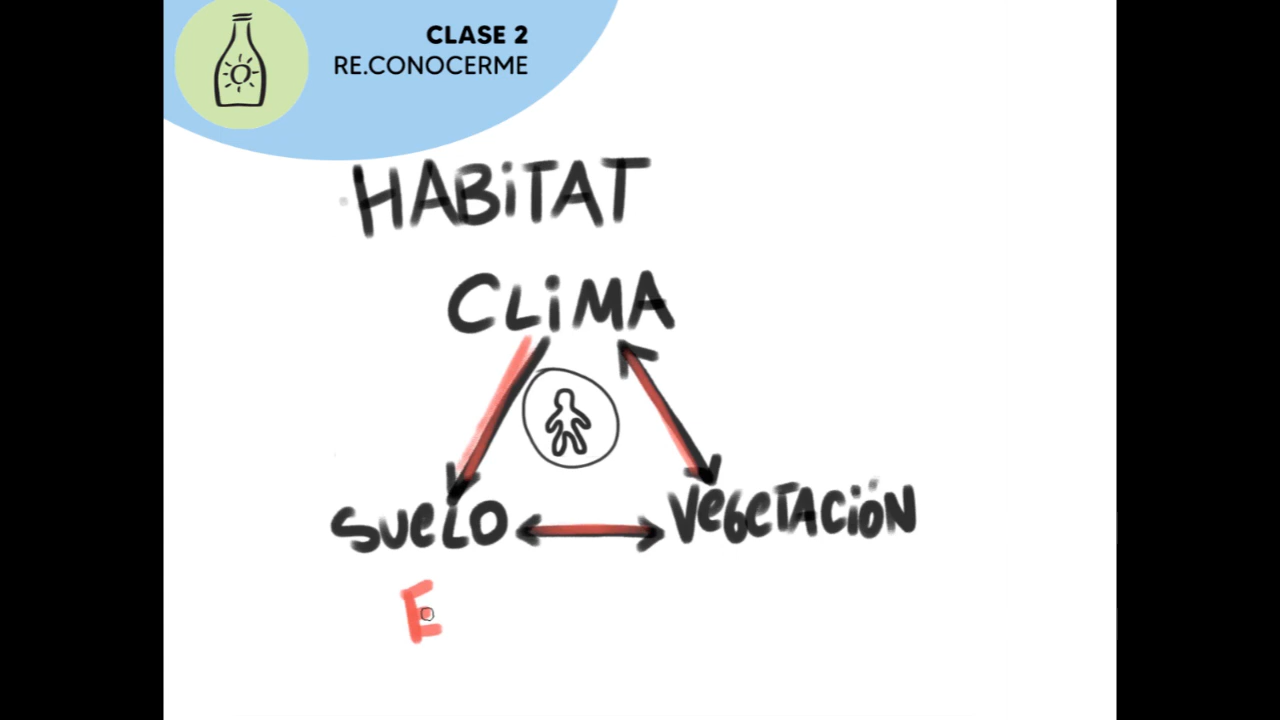 CLASE 2
RE.CONOCERME
HABiTAT
CLiMA
SUELO
VEGETACIÓN
E